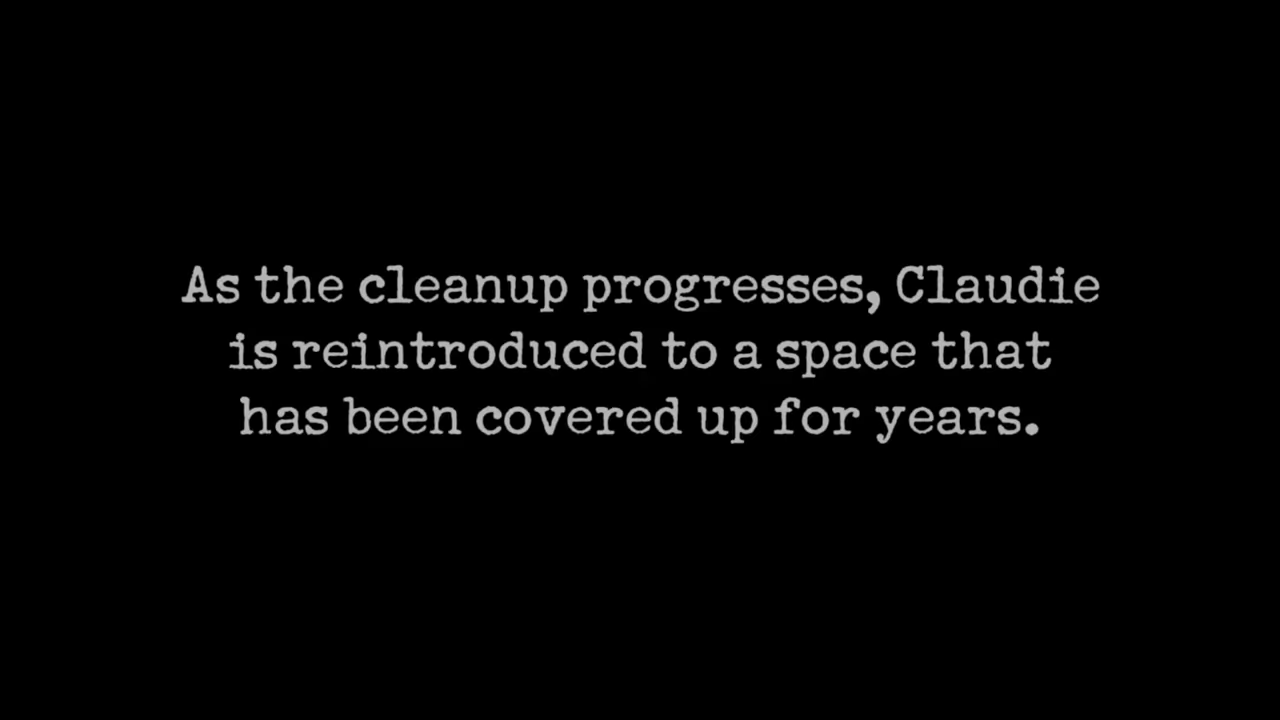 As the cleanup progresses, Claudie
is reintroduced to a space that
has been covered up for years.